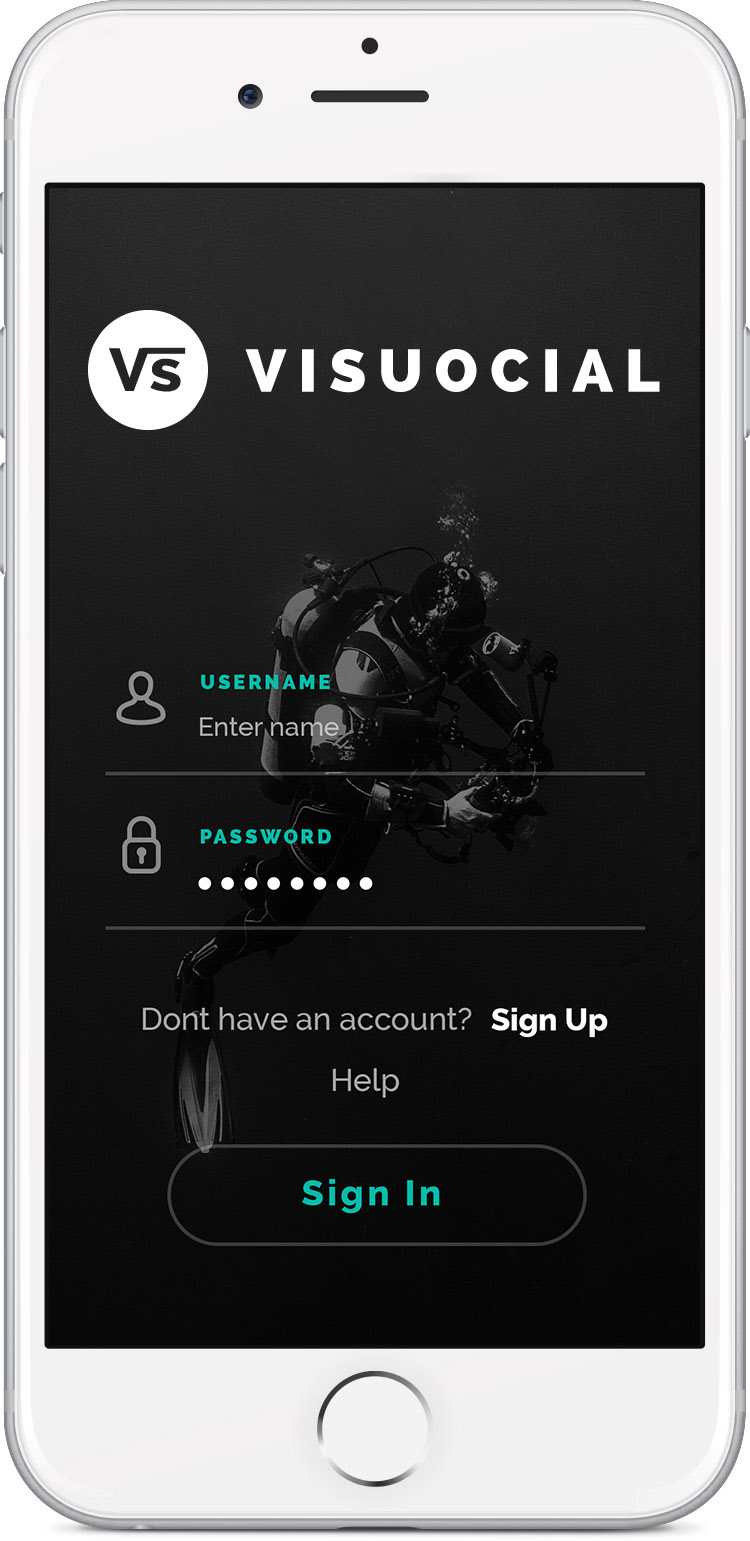 Vs VISUOCIAL
USERNAME
Enter name
PASSWORD
Dont have an account? Sign Up
Help
Sign In